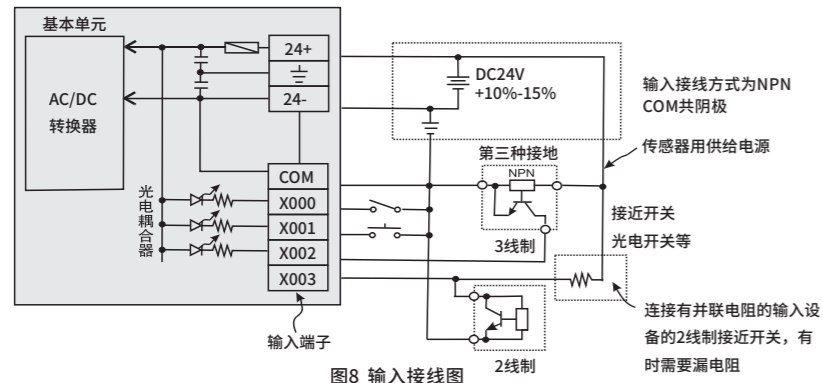 基本单元
24+
24-
AC/DC
转换器
DC24V
+10%-15%
输入接线方式为NPN
COM共阴极
传感器用供给电源
第三种接地
NPN
COM
X000
X001
X002
X003
光电耦合器
3线制
接近开关
光电开关等
输入端子
2线制
连接有并联电阻的输入设
备的2线制接近开关，有
时需要漏电阻
图8 输入接线图